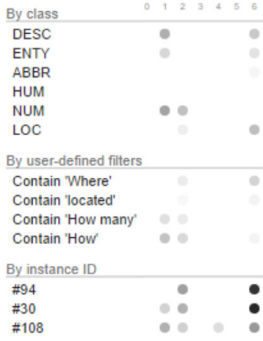 By class 0 1 2 3 4 5 6
DESC
ENTY
ABBR
HUM
NUM
LOC
By user-defined filters
Contain 'Where'
Contain 'located'
Contain 'How many'
Contain 'How'
By instance ID
#94
#30
#108